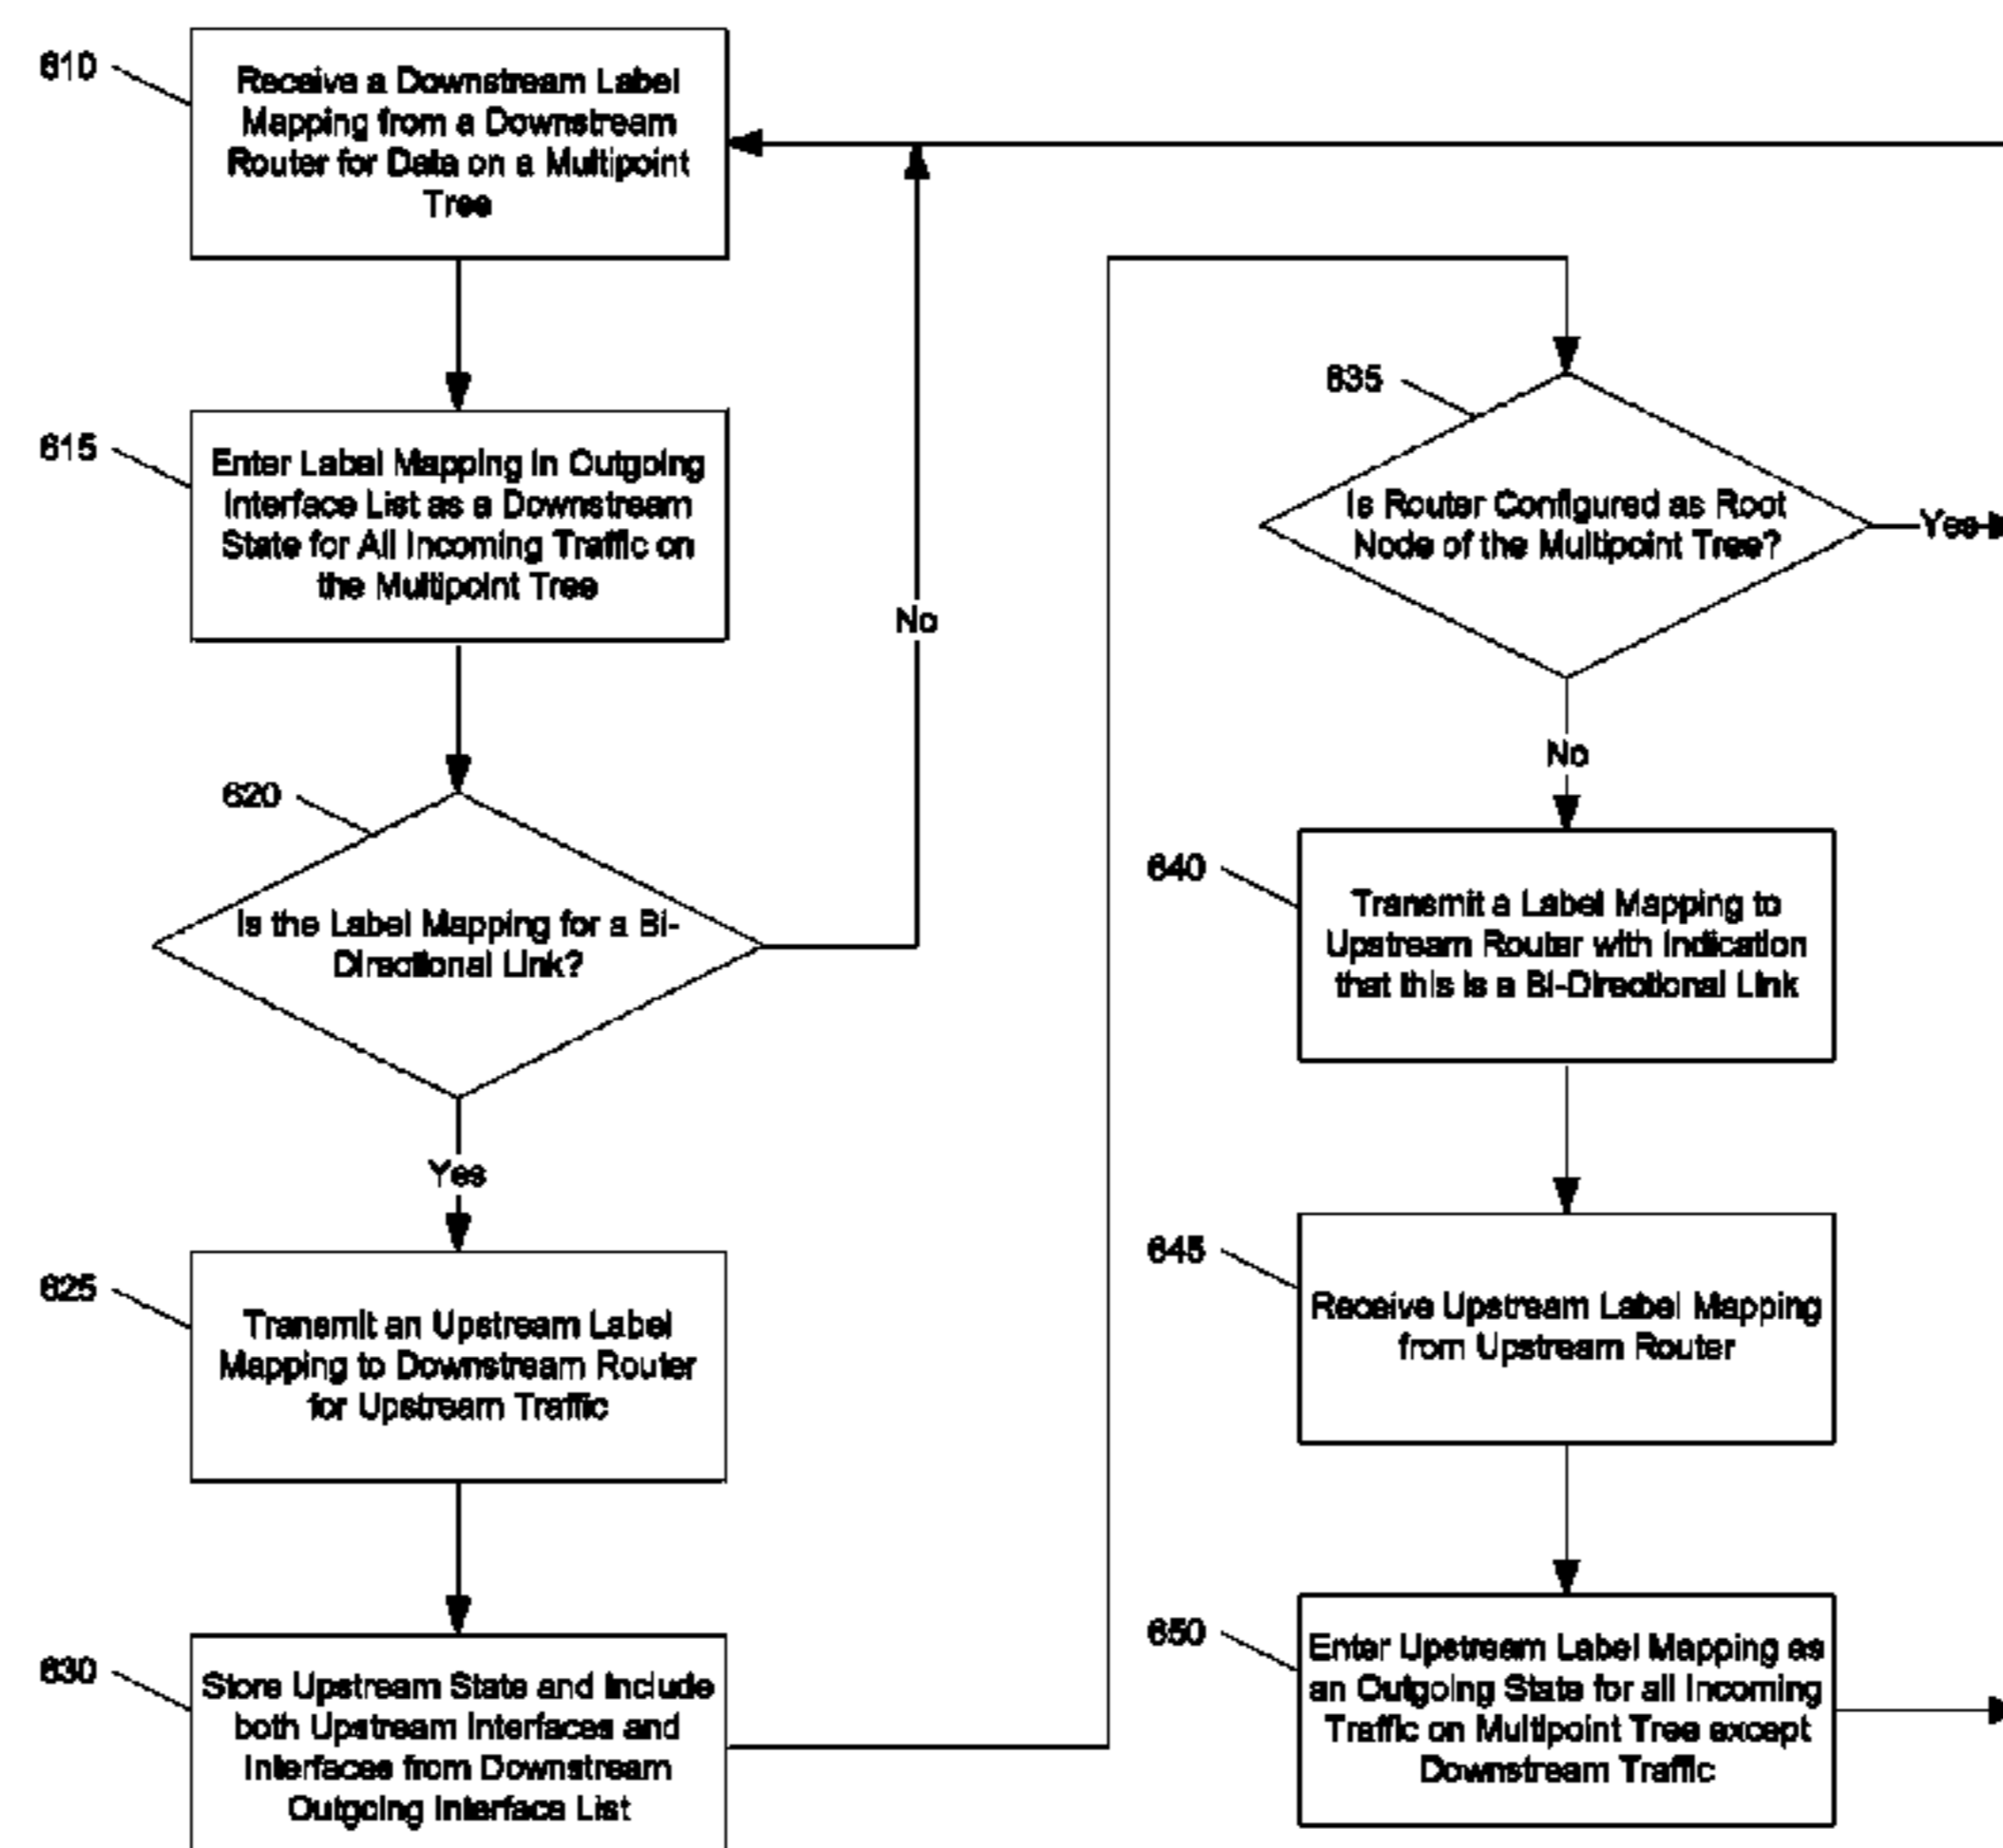 610
Receive a Downstream Label
Mapping from a Downstream
Router for Data on a Multipoint
Tree
615
Enter Label Mapping in Outgoing
Interface List as a Downstream
State for All Incoming Traffic on
the Multipoint Tree
No
620
Is the Label Mapping for a Bi-
Directional Link?
Yes
625
Transmit an Upstream Label
Mapping to Downstream Router
for Upstream Traffic
630
Store Upstream State and Include
both Upstream Interfaces and
Interfaces from Downstream
Outgoing Interface List
635
Is Router Configured as Root
Node of the Multipoint Tree?
Yes
No
640
Transmit a Label Mapping to
Upstream Router with Indication
that this is a Bi-Directional Link
645
Receive Upstream Label Mapping
from Upstream Router
650
Enter Upstream Label Mapping as
an Outgoing State for all Incoming
Traffic on Multipoint Tree except
Downstream Traffic